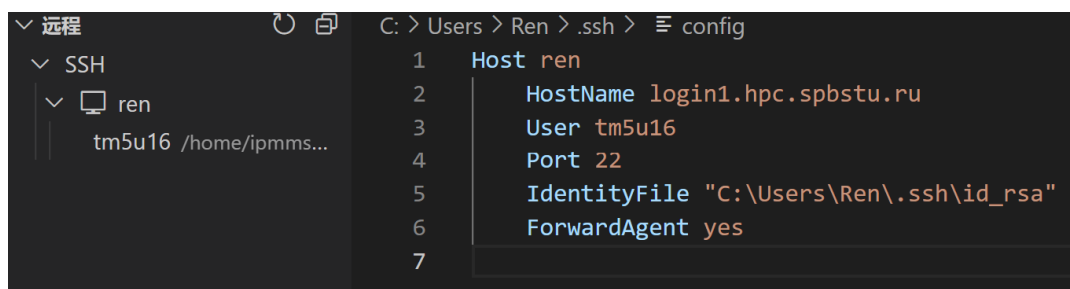 远程
SSH
ren
tm5u16 /home/ipmms...
C: > Users > Ren > .ssh > config
1 Host ren
2 HostName login1.hpc.spbstu.ru
3 User tm5u16
4 Port 22
5 IdentityFile "C:\Users\Ren\.ssh\id_rsa"
6 ForwardAgent yes
7